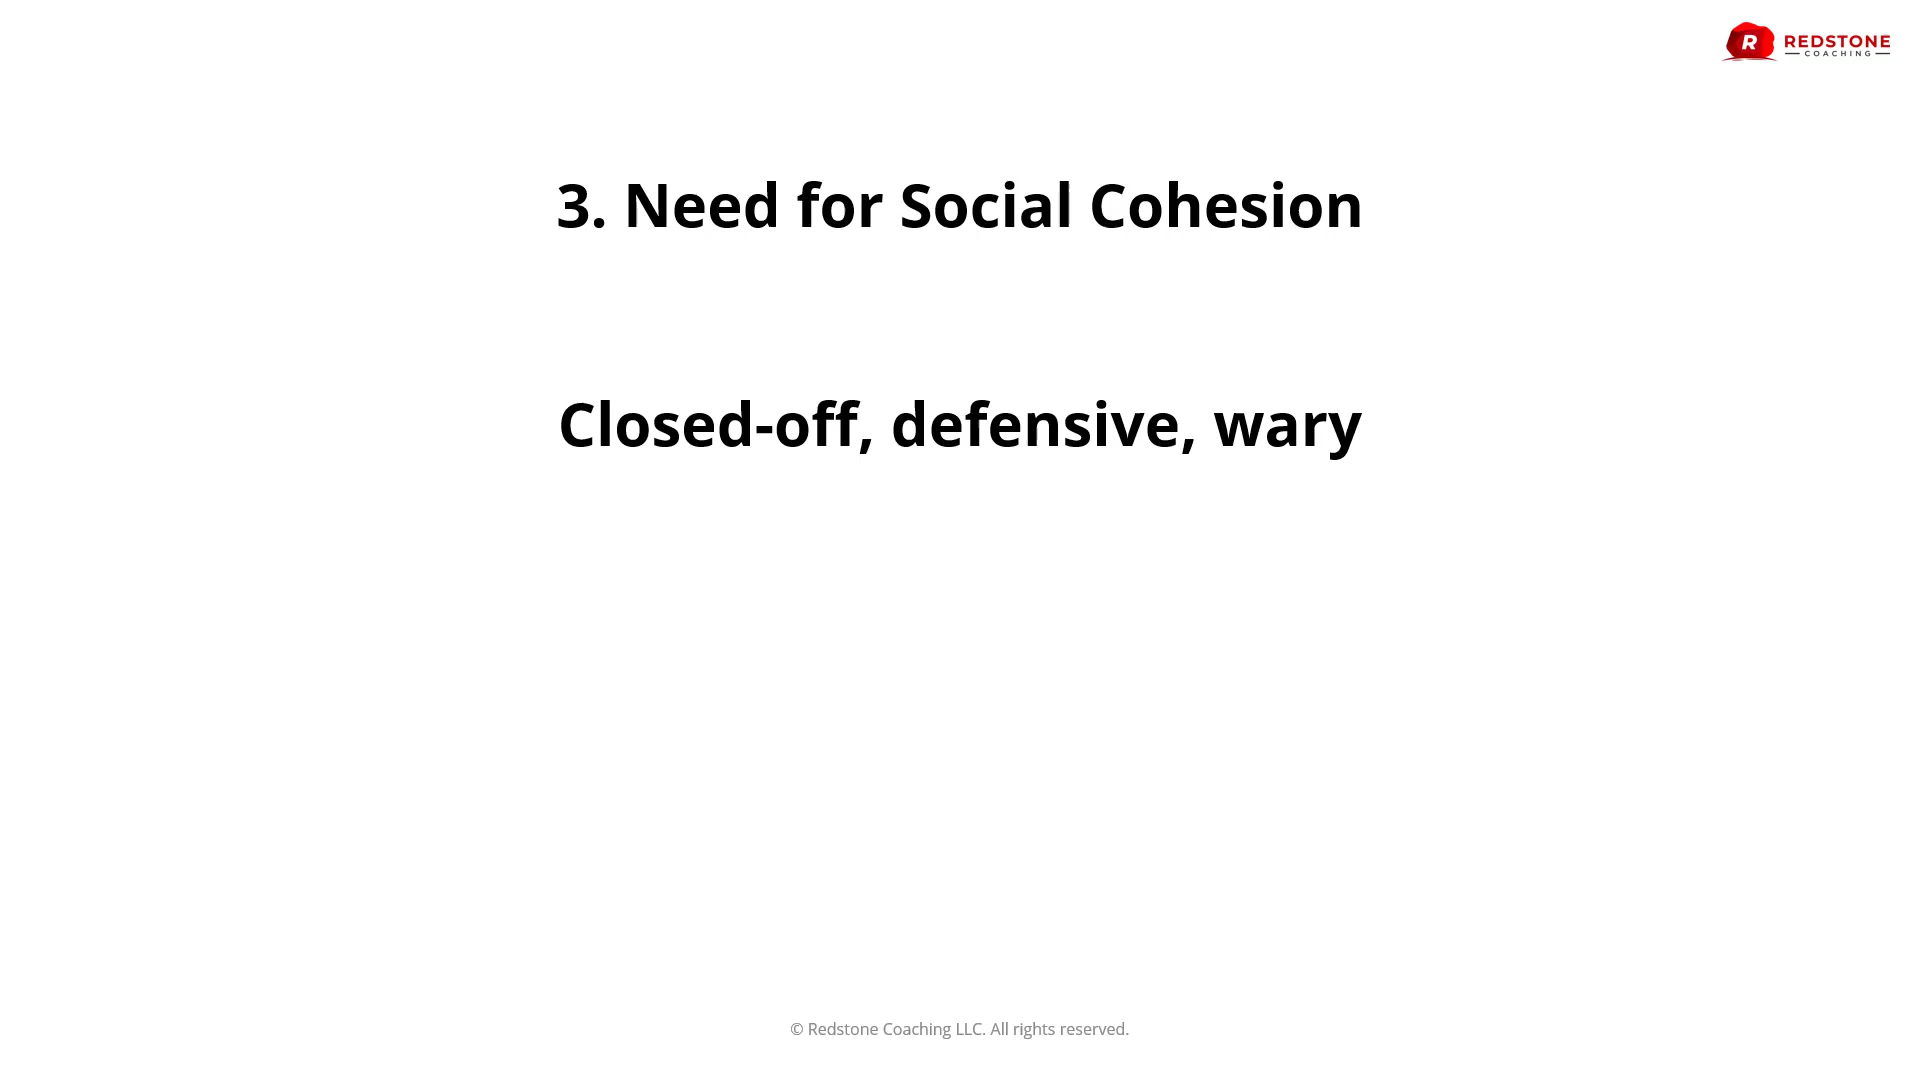 R REDSTONE
COACHING
3. Need for Social Cohesion
Closed-off, defensive, wary
© Redstone Coaching LLC. All rights reserved.